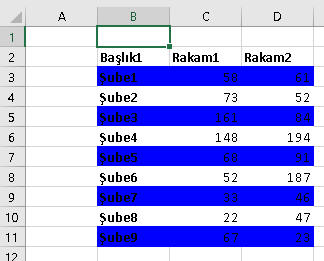 A B C D
1
2 Başlık1 Rakam1 Rakam2
3 Şube1 58 61
4 Şube2 73 52
5 Şube3 161 84
6 Şube4 148 194
7 Şube5 68 91
8 Şube6 52 187
9 Şube7 33 46
10 Şube8 22 47
11 Şube9 67 73
12